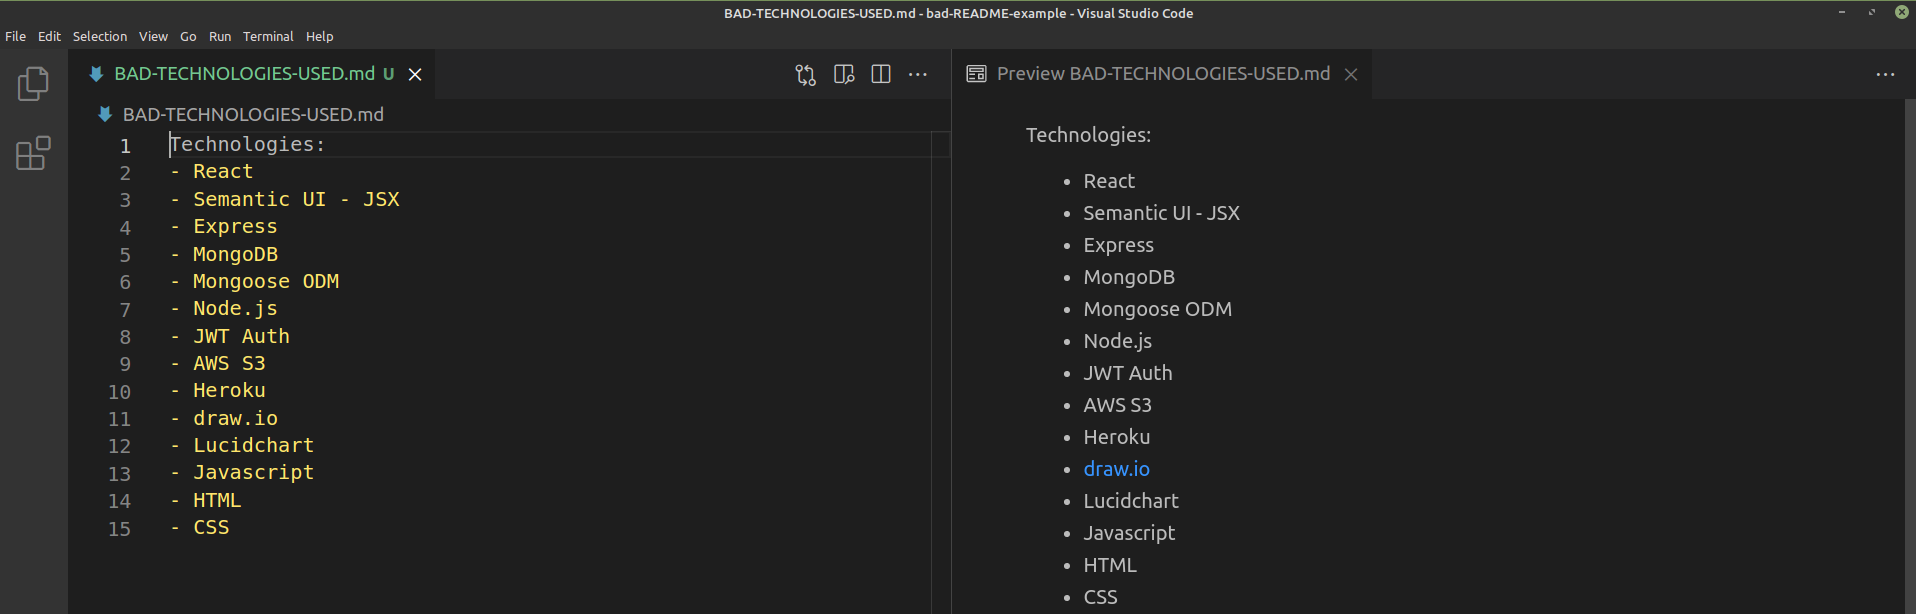 BAD-TECHNOLOGIES-USED.md - bad-README-example - Visual Studio Code
File Edit Selection View Go Run Terminal Help
BAD-TECHNOLOGIES-USED.md U
BAD-TECHNOLOGIES-USED.md
1 Technologies:
2 - React
3 - Semantic UI - JSX
4 - Express
5 - MongoDB
6 - Mongoose ODM
7 - Node.js
8 - JWT Auth
9 - AWS S3
10 - Heroku
11 - draw.io
12 - Lucidchart
13 - Javascript
14 - HTML
15 - CSS
Preview BAD-TECHNOLOGIES-USED.md
Technologies:
• React
• Semantic UI - JSX
• Express
• MongoDB
• Mongoose ODM
• Node.js
• JWT Auth
• AWS S3
• Heroku
• draw.io
• Lucidchart
• Javascript
• HTML
• CSS